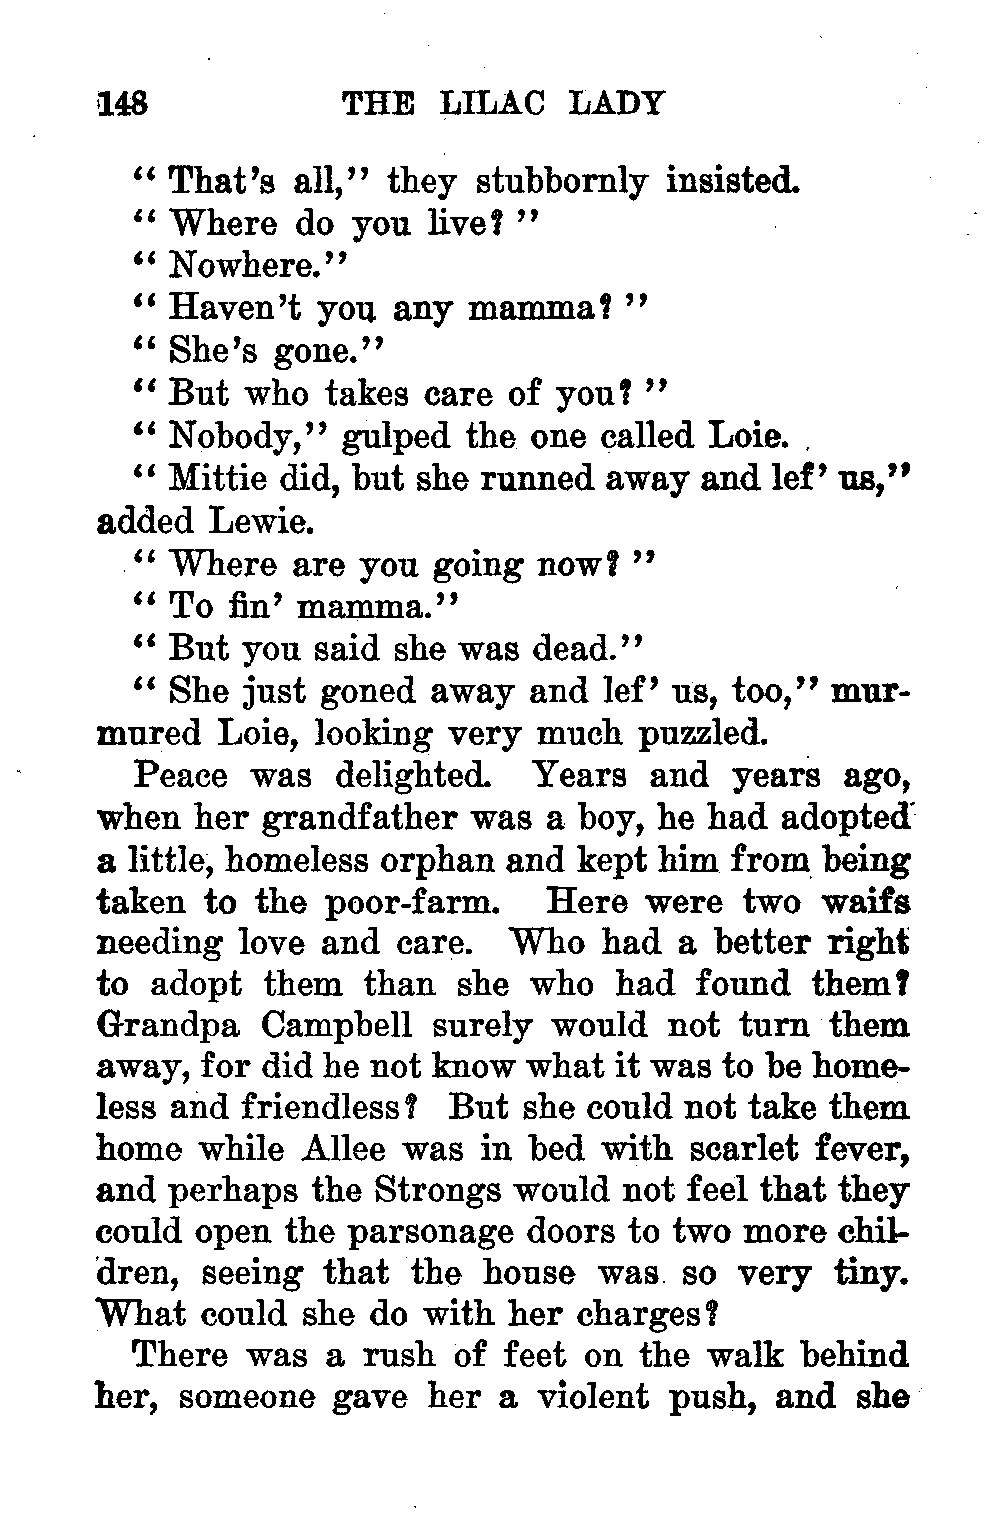 148 THE LILAC LADY
“ That’s all,” they stubbornly insisted.
“ Where do you live? ”
“ Nowhere.”
“ Haven’t you any mamma? ”
“ She’s gone.”
“ But who takes care of you? ”
“ Nobody,” gulped the one called Loie.
“ Mittie did, but she runned away and lef’ us,”
added Lewie.
“ Where are you going now? ”
“ To fin’ mamma.”
“ But you said she was dead.”
“ She just goned away and lef’ us, too,” mur-
mured Loie, looking very much puzzled.
Peace was delighted. Years and years ago,
when her grandfather was a boy, he had adopted
a little, homeless orphan and kept him from being
taken to the poor-farm. Here were two waifs
needing love and care. Who had a better right
to adopt them than she who had found them?
Grandpa Campbell surely would not turn them
away, for did he not know what it was to be home-
less and friendless? But she could not take them
home while Allee was in bed with scarlet fever,
and perhaps the Strongs would not feel that they
could open the parsonage doors to two more chil-
dren, seeing that the house was so very tiny.
What could she do with her charges?
There was a rush of feet on the walk behind
her, someone gave her a violent push, and she